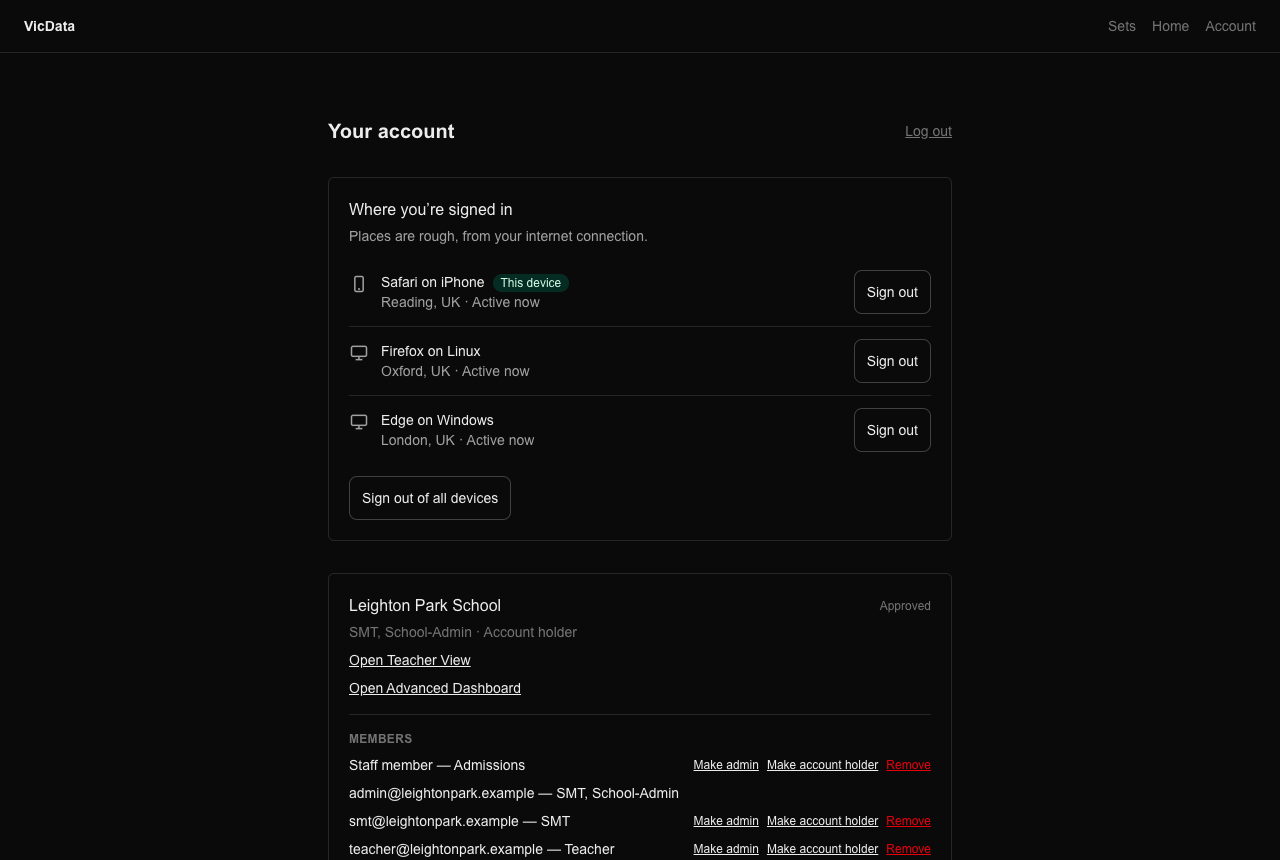 VicData
Sets Home Account
Your account
Log out
Where you’re signed in
Places are rough, from your internet connection.
Safari on iPhone This device
Reading, UK · Active now
Sign out
Firefox on Linux
Oxford, UK · Active now
Sign out
Edge on Windows
London, UK · Active now
Sign out
Sign out of all devices
Leighton Park School
Approved
SMT, School-Admin · Account holder
Open Teacher View
Open Advanced Dashboard
MEMBERS
Staff member — Admissions Make admin Make account holder Remove
admin@leightonpark.example — SMT, School-Admin
smt@leightonpark.example — SMT Make admin Make account holder Remove
teacher@leightonpark.example — Teacher Make admin Make account holder Remove